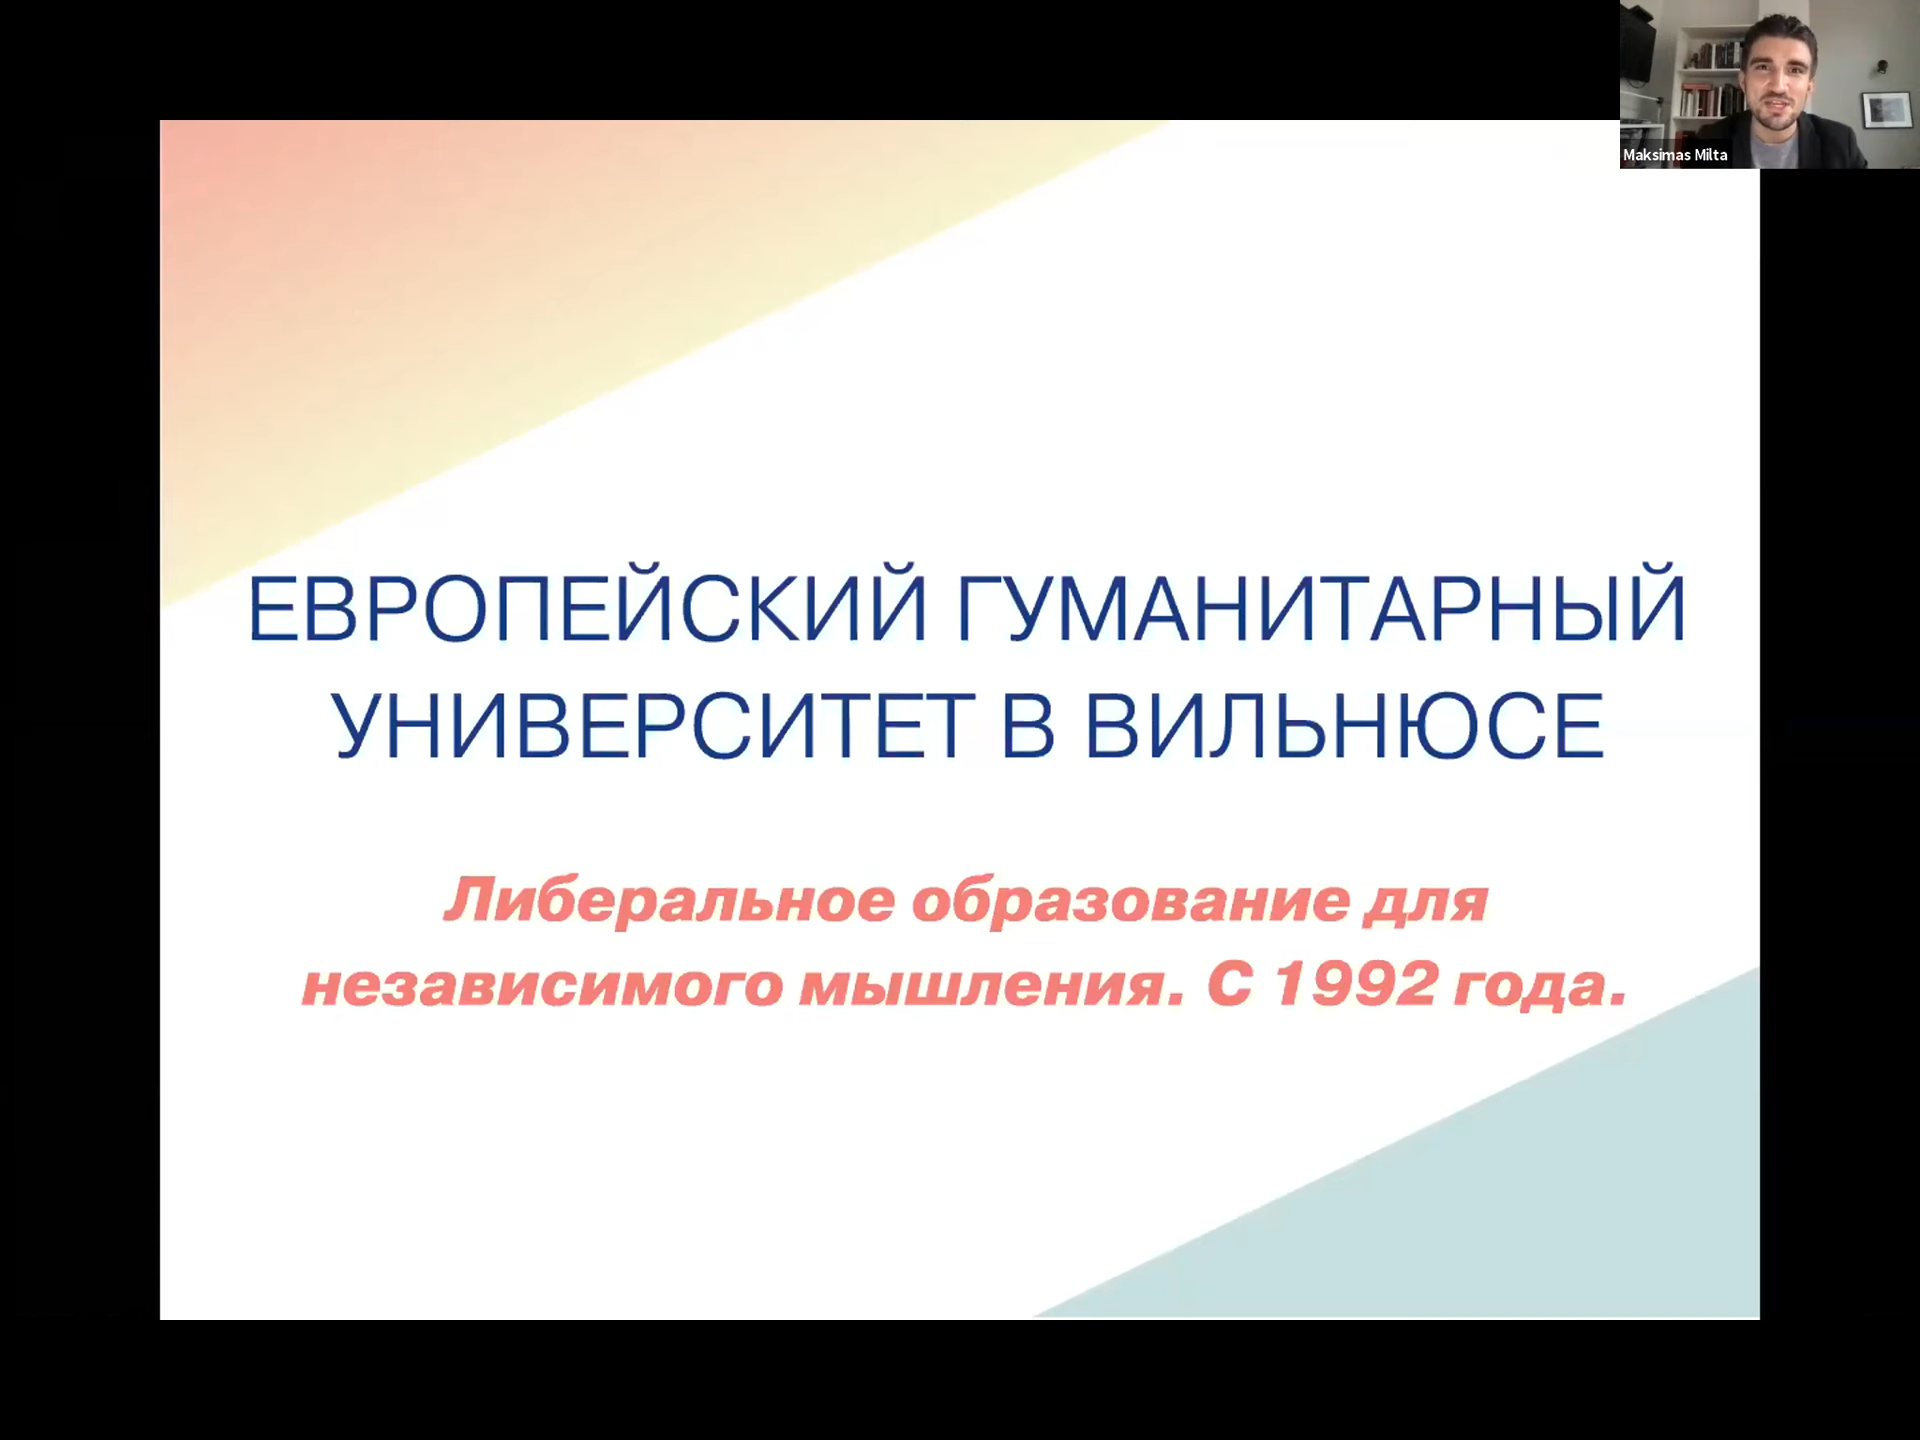 Maksimas Milta
ЕВРОПЕЙСКИЙ ГУМАНИТАРНЫЙ
УНИВЕРСИТЕТ В ВИЛЬНЮСЕ
Либеральное образование для
независимого мышления. С 1992 года.